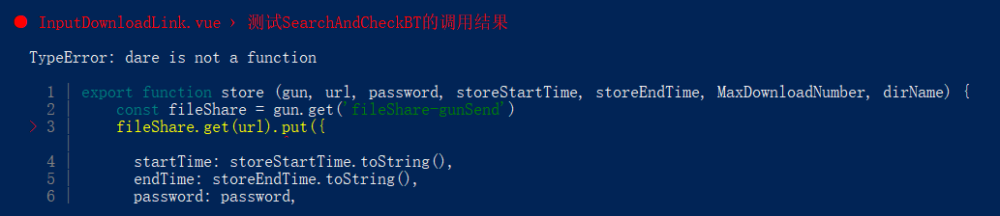 ● InputDownloadLink.vue › 测试SearchAndCheckBT的调用结果
TypeError: dare is not a function
1 | export function store (gun, url, password, storeStartTime, storeEndTime, MaxDownloadNumber, dirName) {
2 | const fileShare = gun.get('fileShare-gunSend')
> 3 | fileShare.get(url).put({
|
4 | startTime: storeStartTime.toString(),
5 | endTime: storeEndTime.toString(),
6 | password: password,